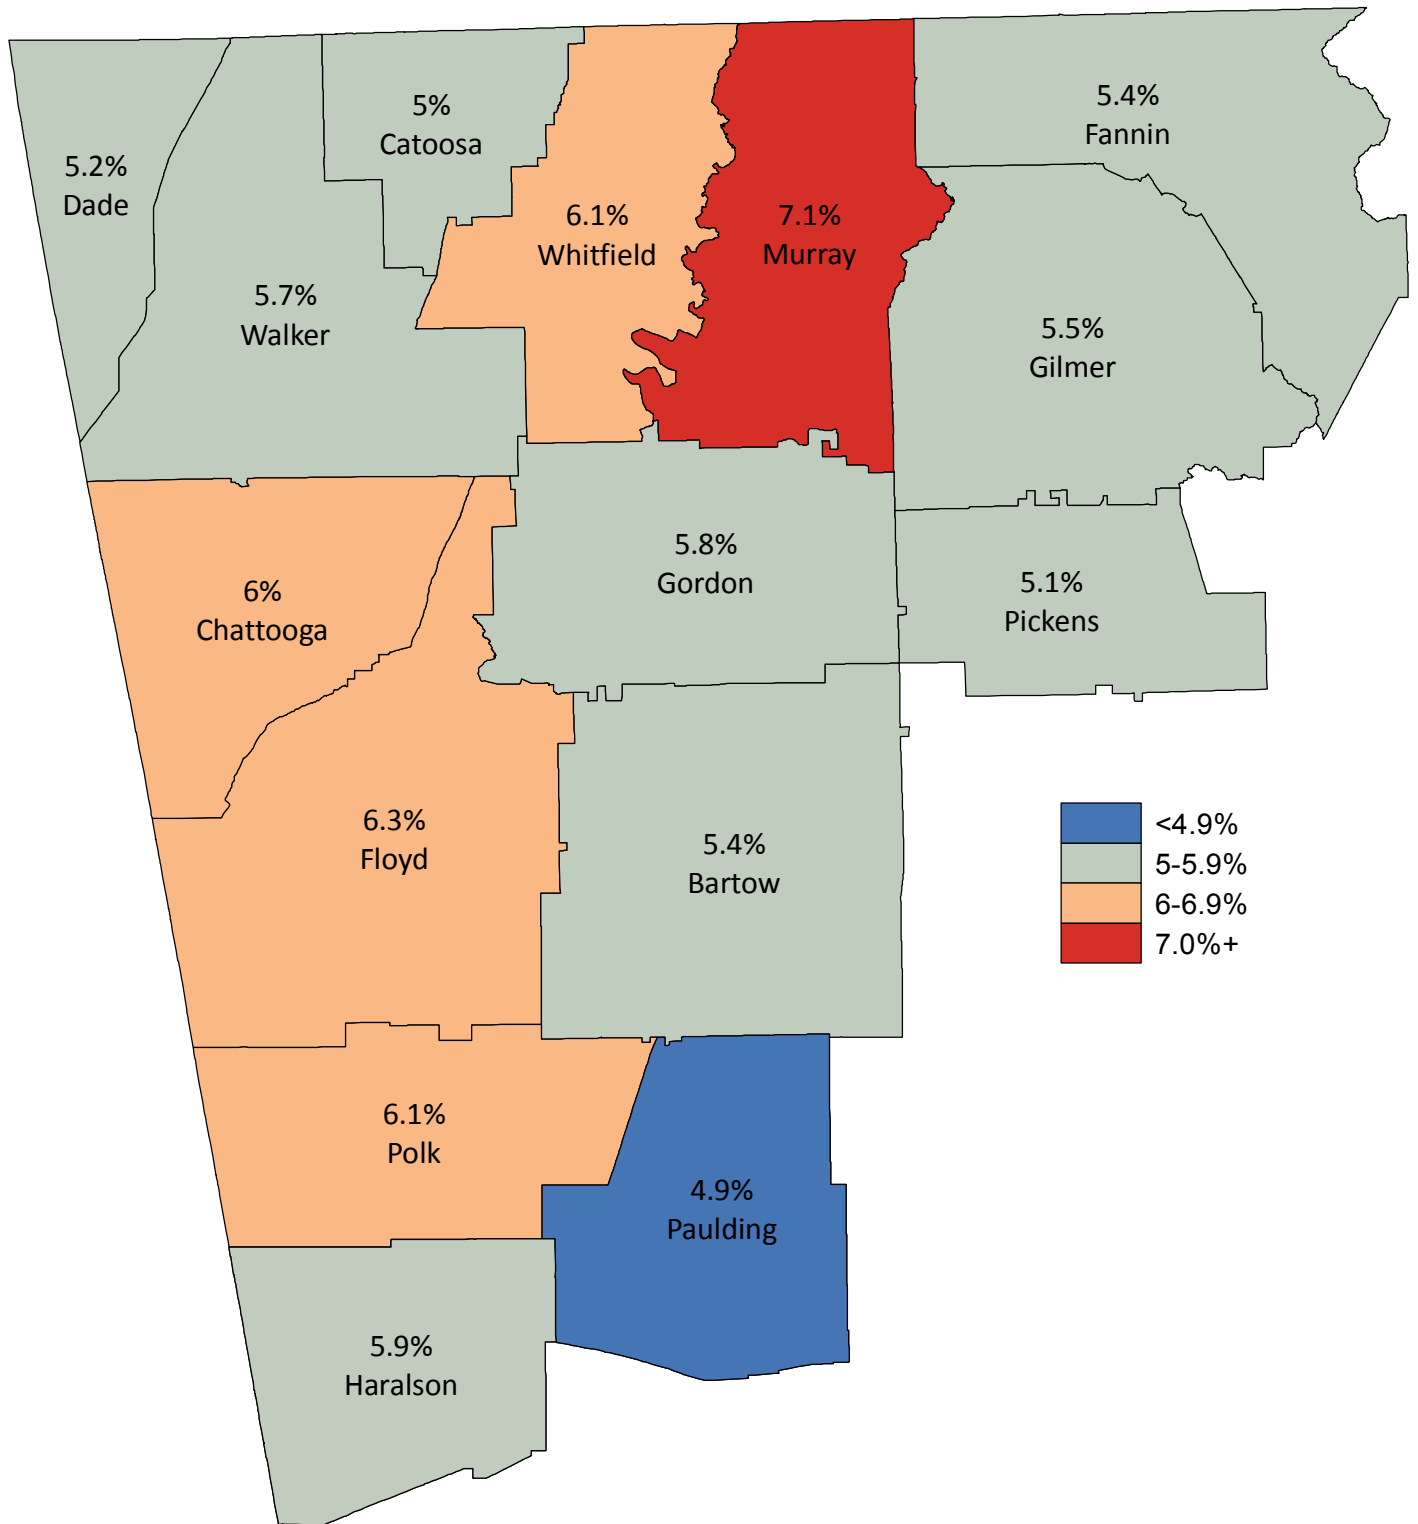 5.4%
Fannin
5%
Catoosa
5.2%
Dade
6.1%
Whitfield
7.1%
Murray
5.7%
Walker
5.5%
Gilmer
5.8%
Gordon
5.1%
Pickens
6%
Chattooga
6.3%
Floyd
5.4%
Bartow
<4.9%
5-5.9%
6-6.9%
7.0%+
6.1%
Polk
4.9%
Paulding
5.9%
Haralson